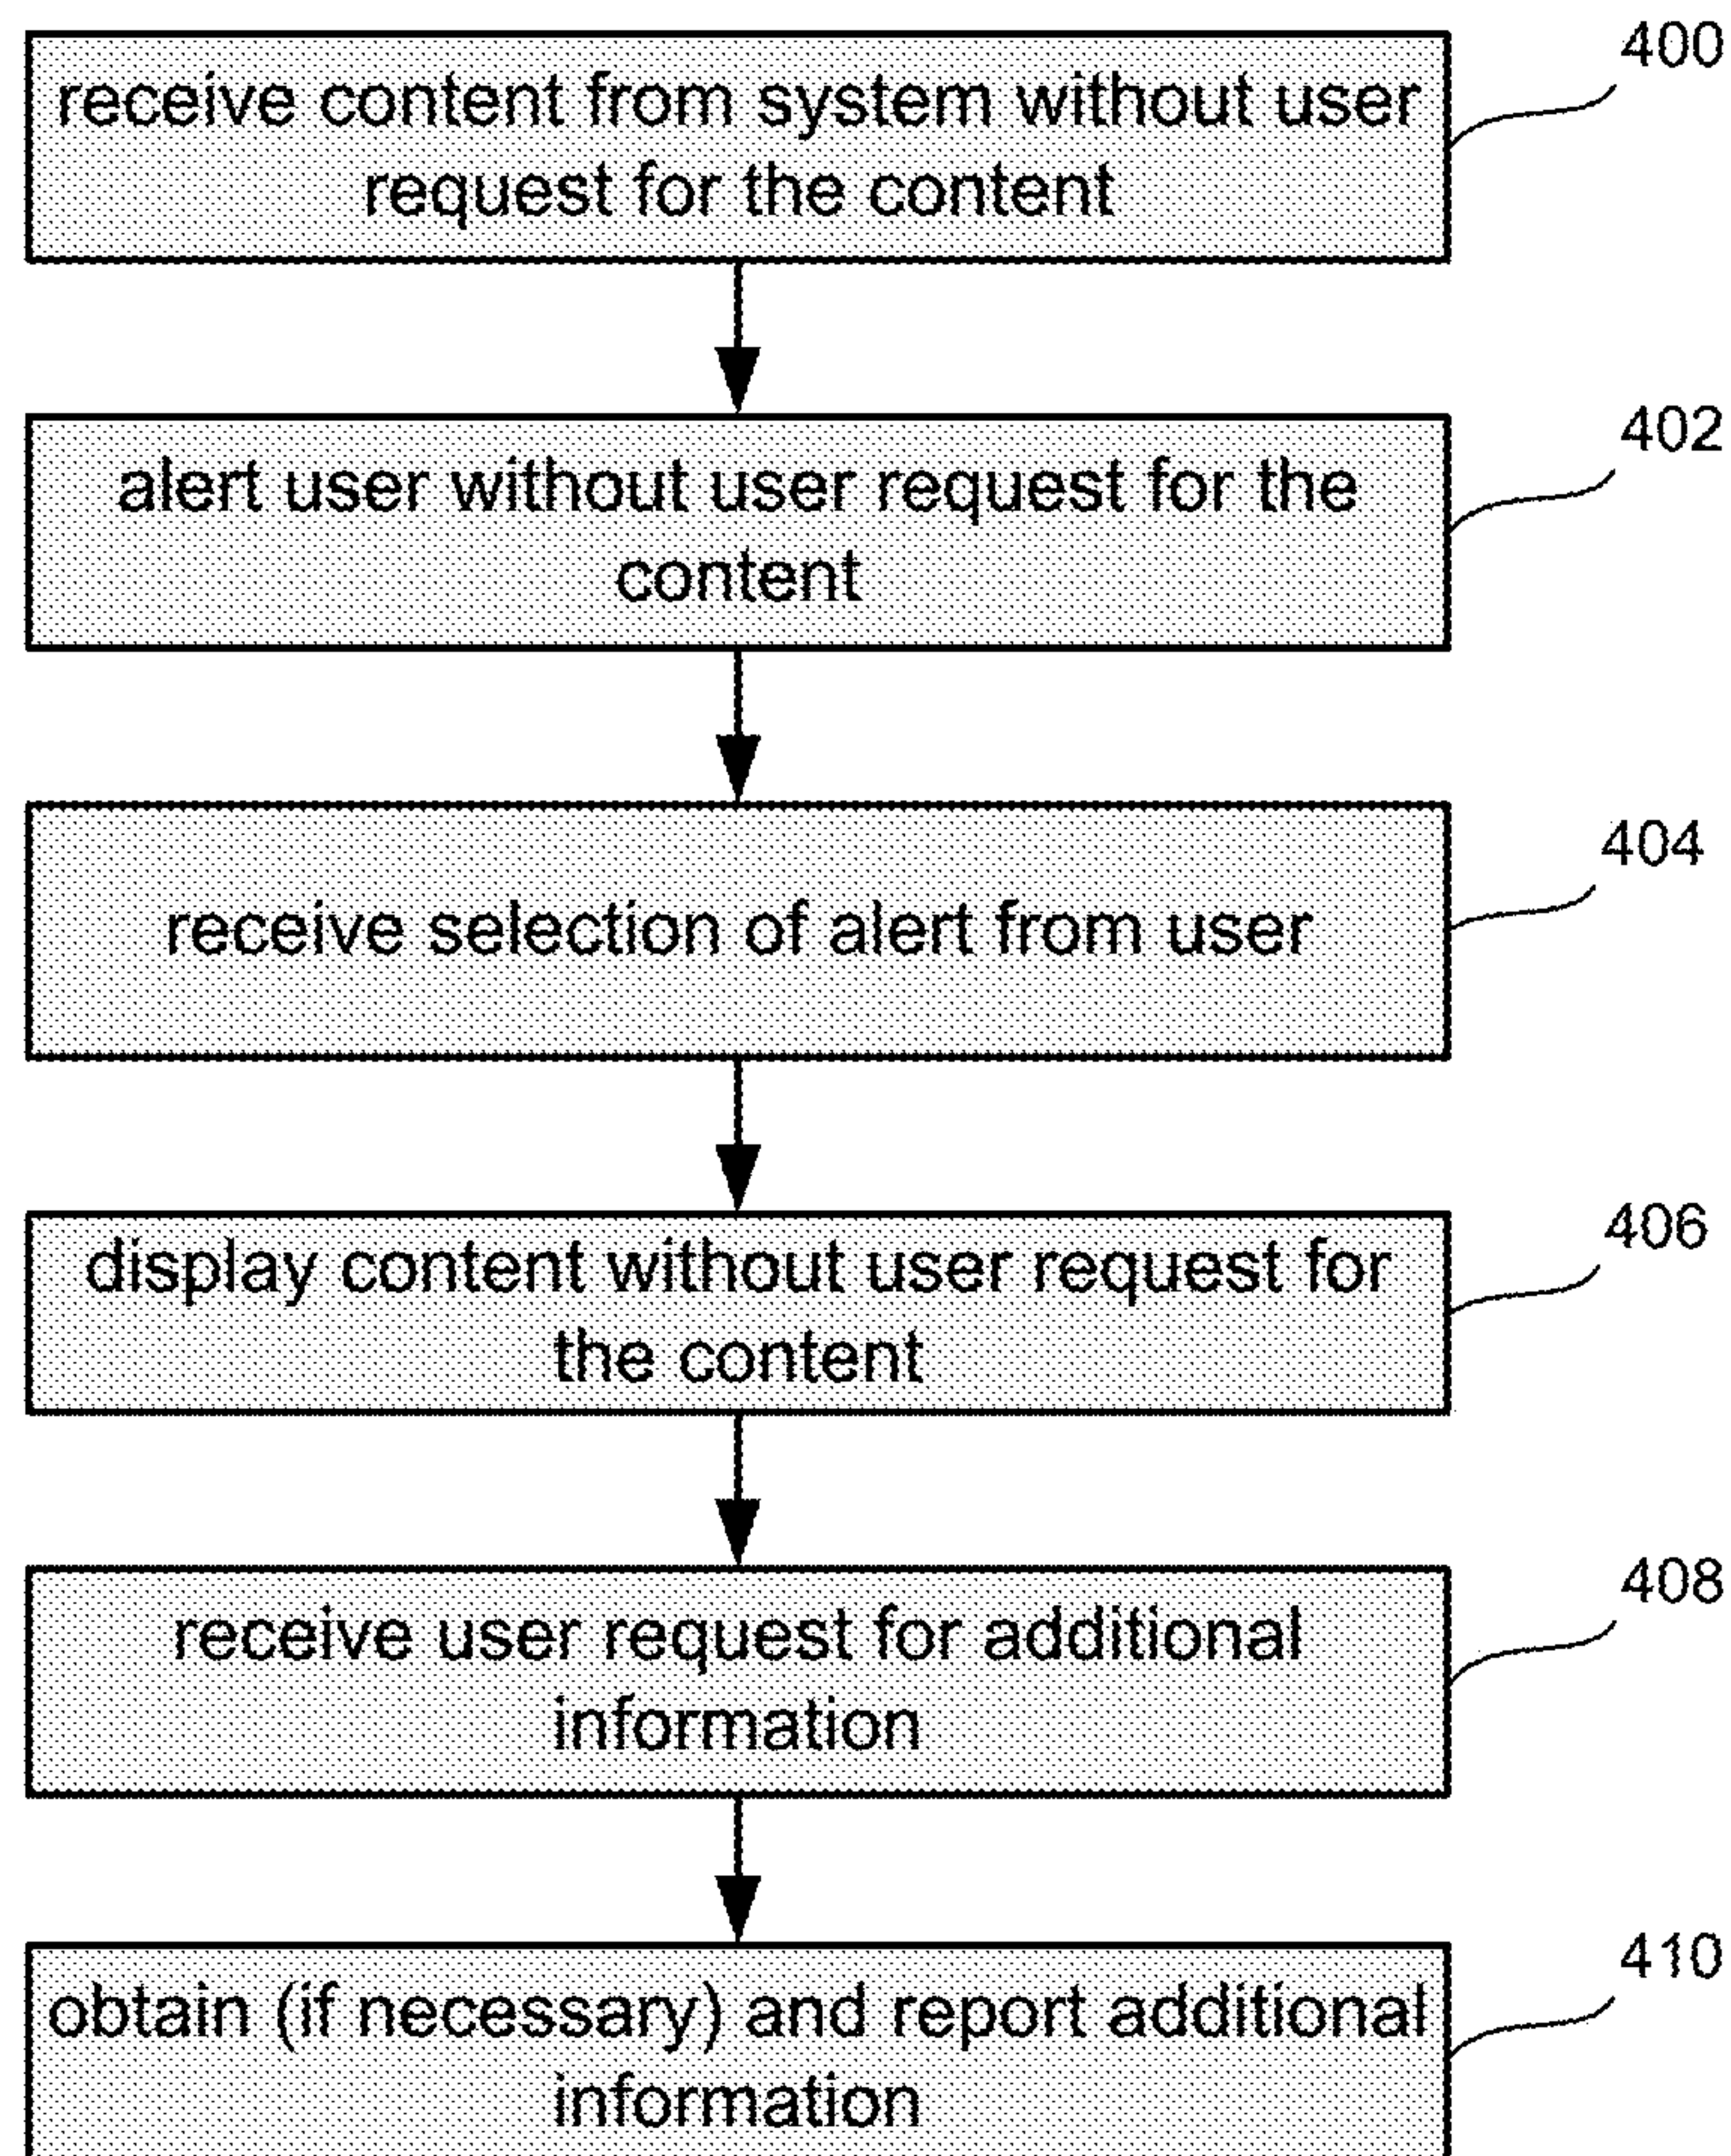 400
receive content from system without user
request for the content
402
alert user without user request for the
content
404
receive selection of alert from user
406
display content without user request for
the content
408
receive user request for additional
information
410
obtain (if necessary) and report additional
information